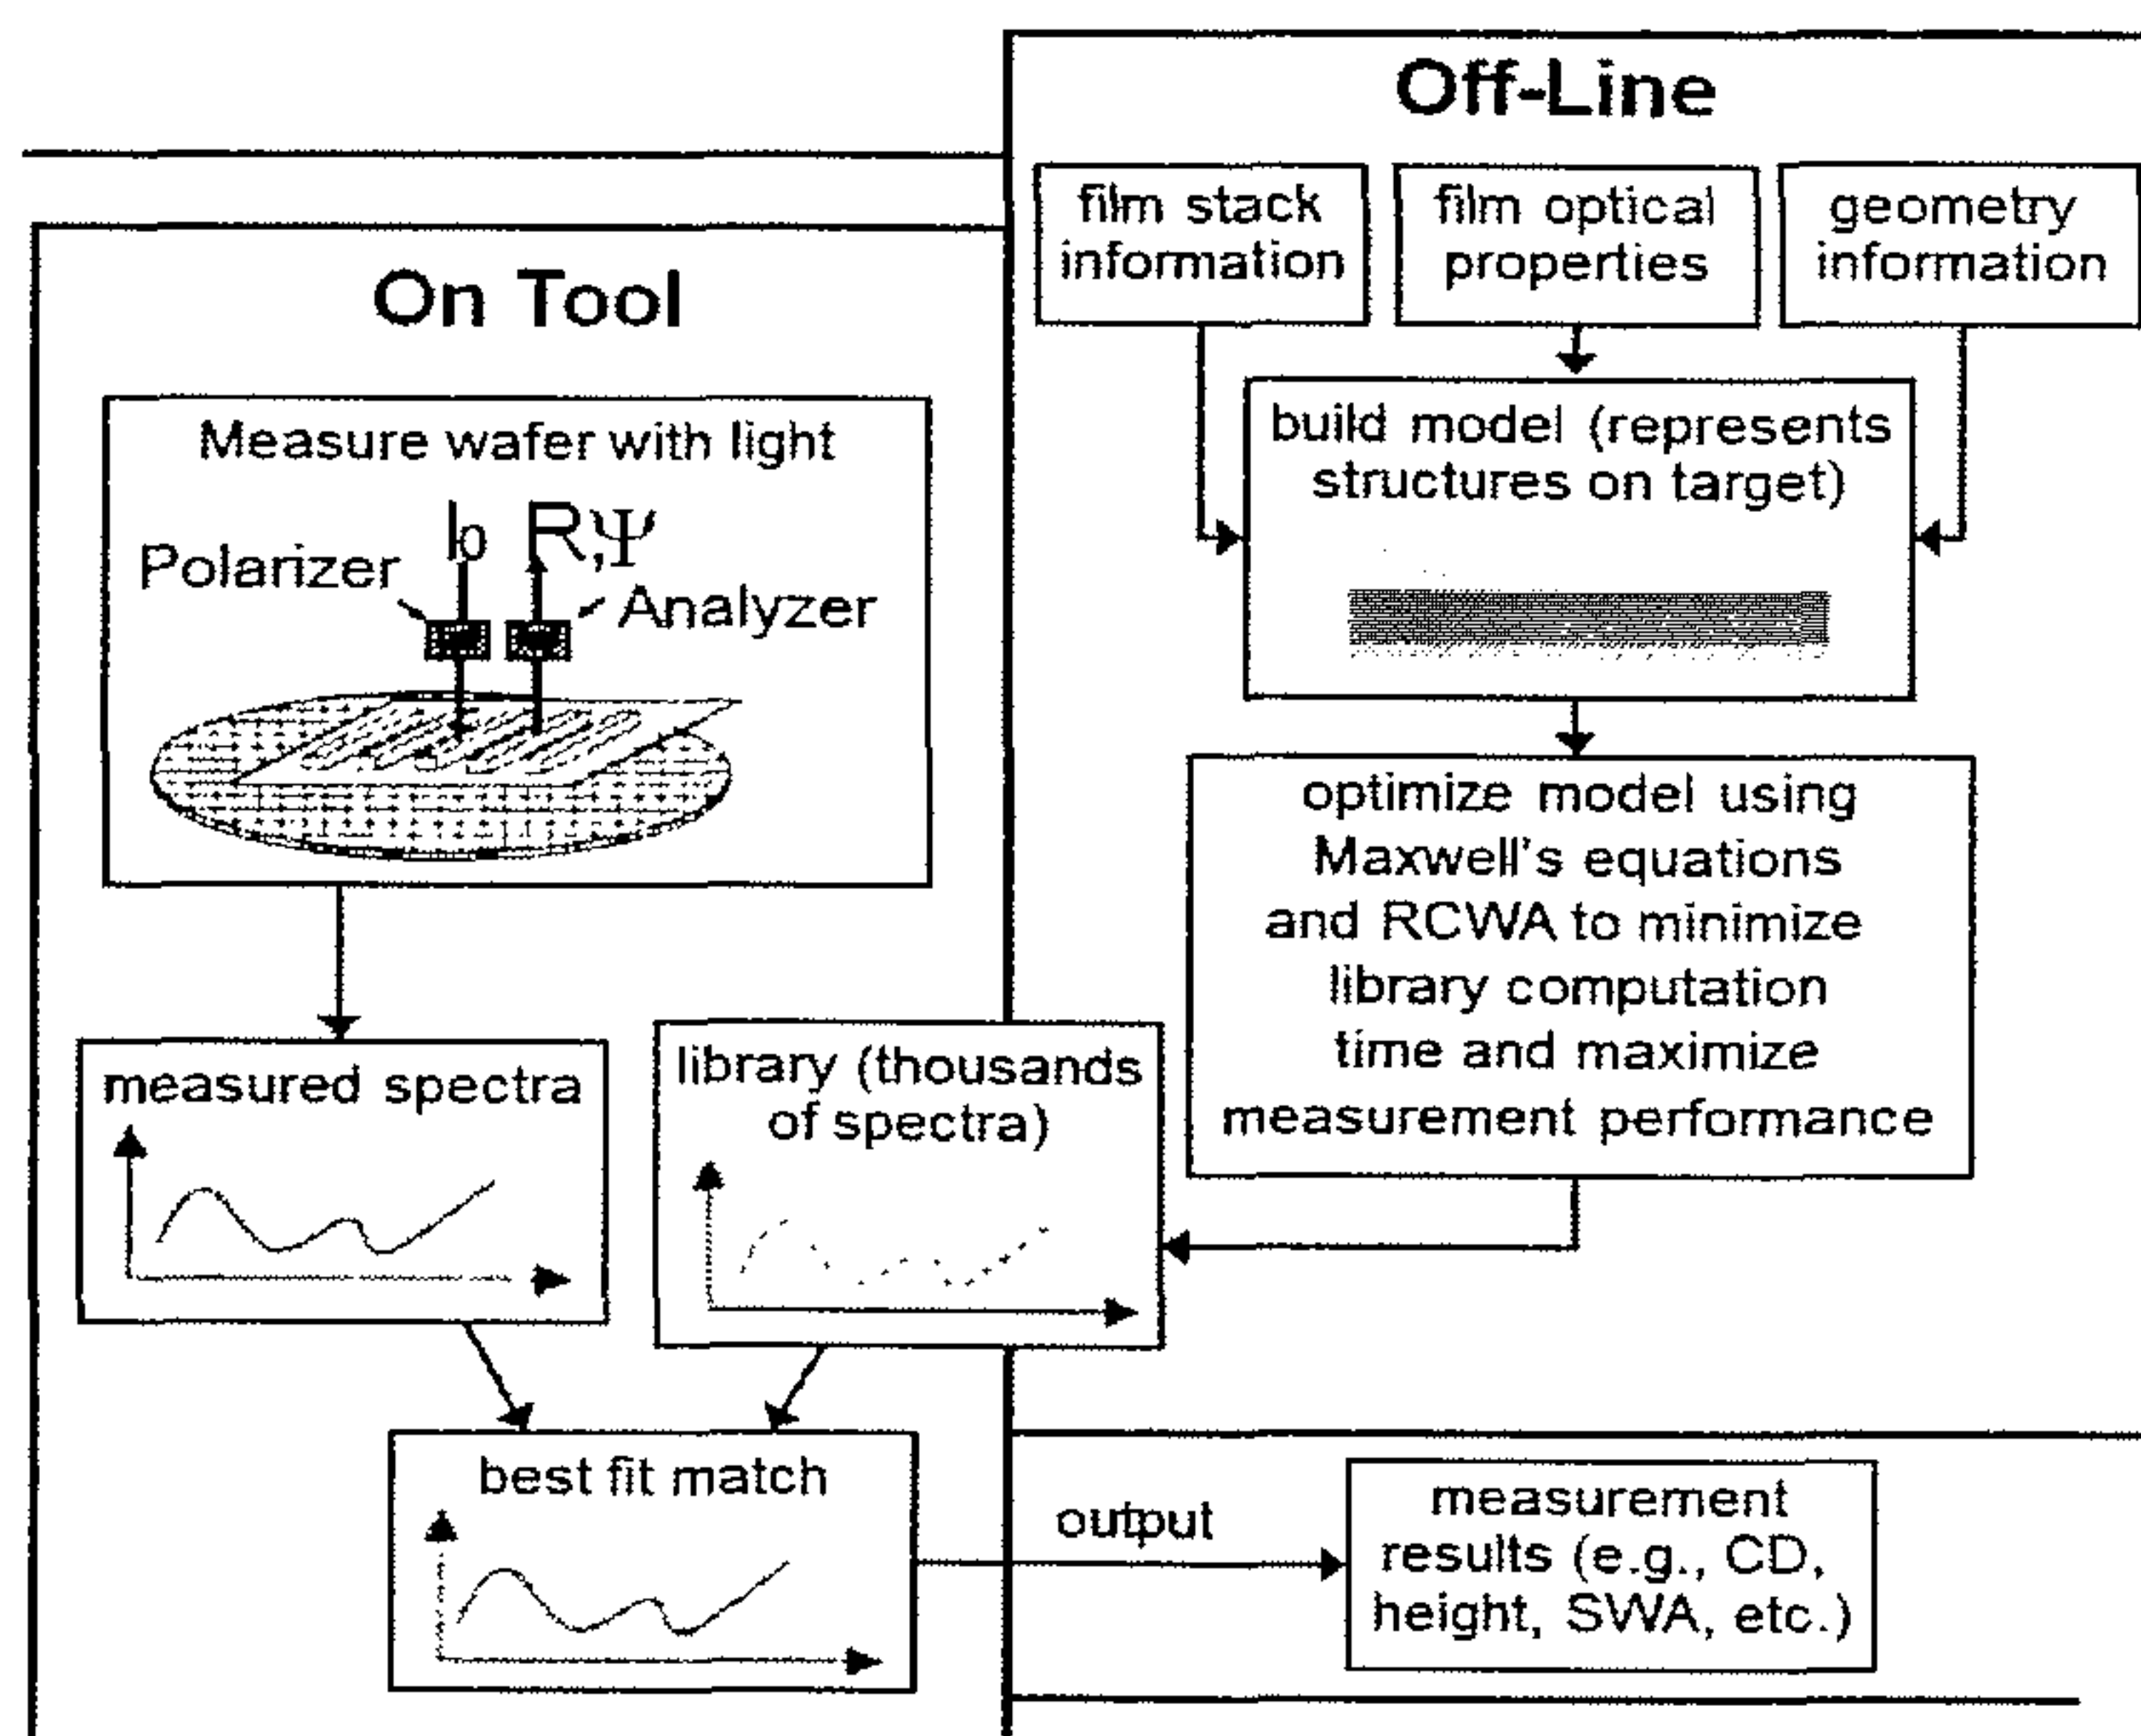 Off-Line
film stack
information
film optical
properties
geometry
information
On Tool
build model (represents
structures on target)
Measure wafer with light
I0 R,Ψ
Polarizer
Analyzer
optimize model using
Maxwell's equations
and RCWA to minimize
library computation
time and maximize
measurement performance
measured spectra
library (thousands
of spectra)
best fit match
output
measurement
results (e.g., CD,
height, SWA, etc.)